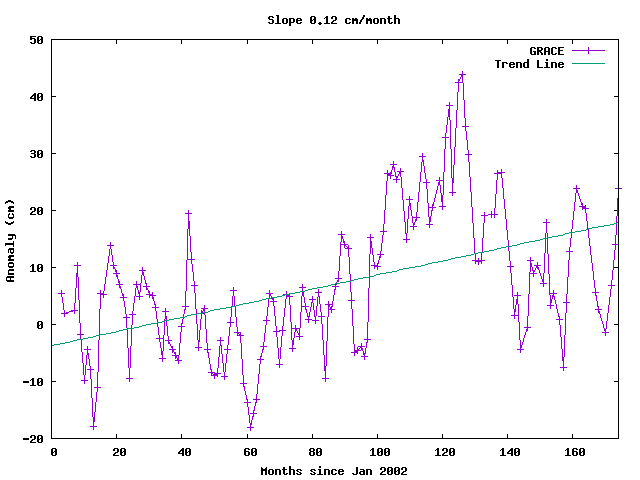 Slope 0.12 cm/month
50
GRACE
Trend Line
40
30
20
10
0
-10
-20
Anomaly (cm)
0 20 40 60 80 100 120 140 160
Months since Jan 2002